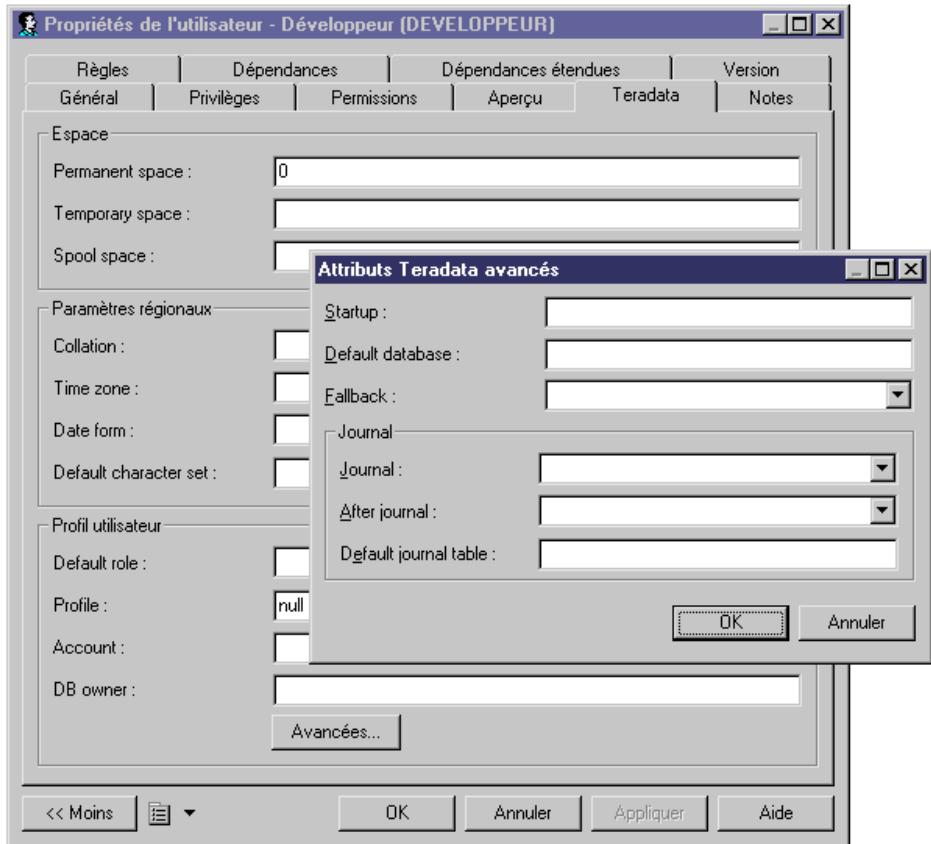 Propriétés de l'utilisateur - Développeur (DEVELOPPEUR)
Règles Dépendances Dépendances étendues Version
Général Privilèges Permissions Aperçu Teradata Notes
Espace
Permanent space : 0
Temporary space :
Spool space :
Paramètres régionaux
Collation :
Time zone :
Date form :
Default character set :
Profil utilisateur
Default role :
Profile : null
Account :
DB owner :
Avancées...
<< Moins OK Annuler Appliquer Aide
Attributs Teradata avancés
Startup :
Default database :
Fallback :
Journal
Journal :
After journal :
Default journal table :
OK Annuler